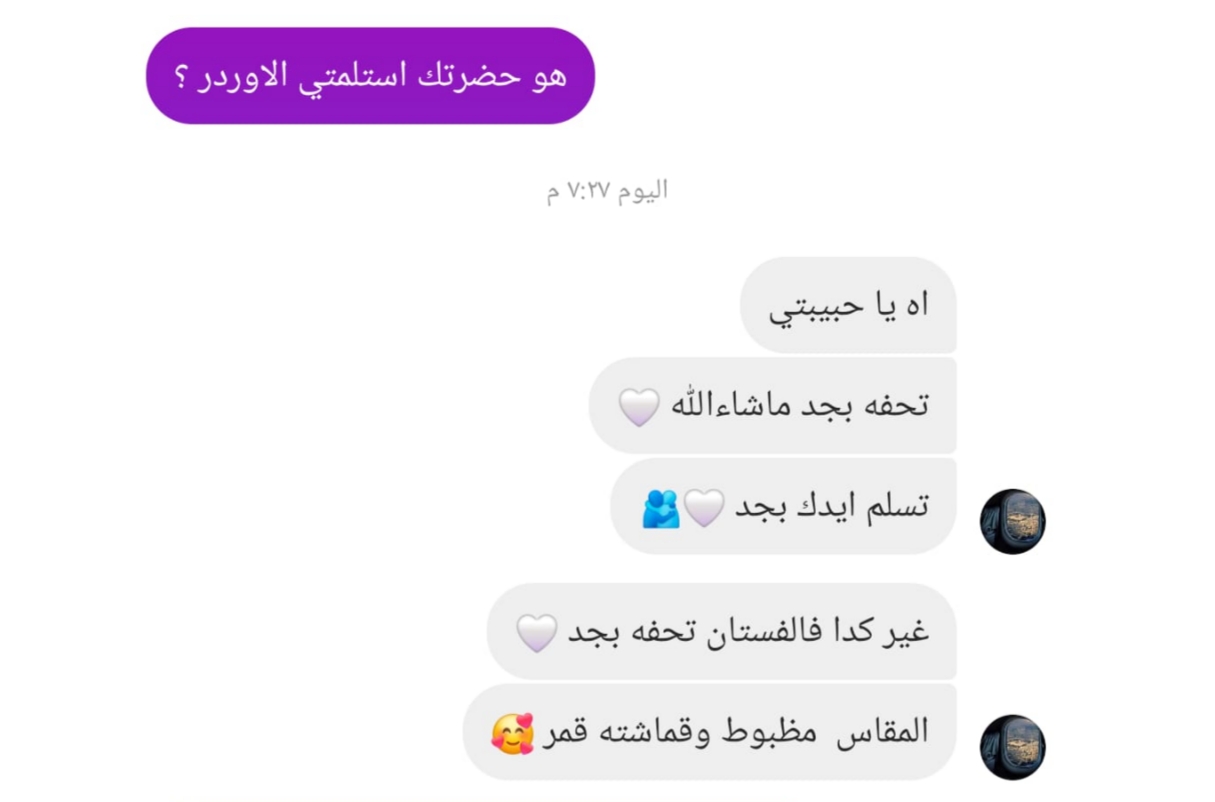 هو حضرتك استلمتي الاوردر ؟
اليوم ٧:٢٧ م
اه يا حبيبتي
تحفه بجد ماشاءالله 🤍
تسلم ايدك بجد 🤍🫂
غير كدا فالفستان تحفه بجد 🤍
المقاس مظبوط وقماشته قمر 🥰